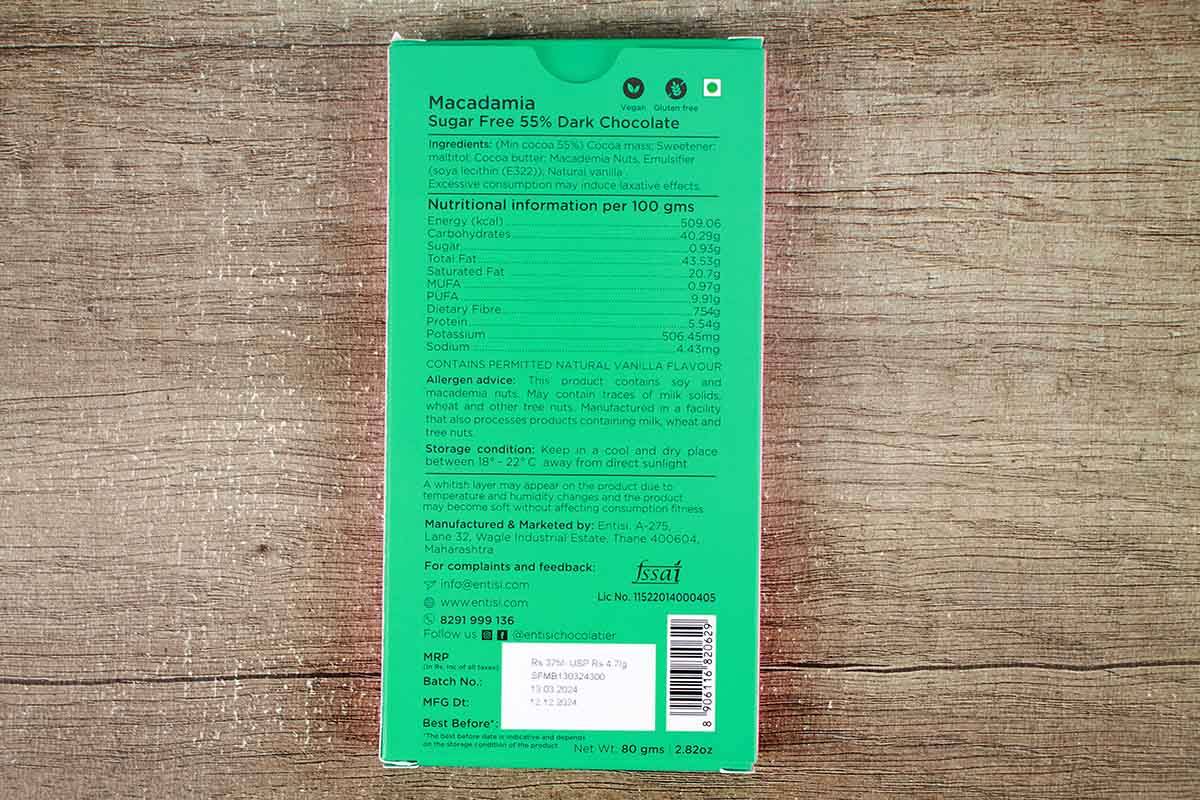 Vegan Gluten free
Macadamia
Sugar Free 55% Dark Chocolate
Ingredients: (Min cocoa 55%) Cocoa mass; Sweetener:
maltitol; Cocoa butter; Macademia Nuts, Emulsifier
(soya lecithin (E322)); Natural vanilla .
Excessive consumption may induce laxative effects.
Nutritional information per 100 gms
Energy (kcal) 509.06
Carbohydrates 40.29g
Sugar 0.93g
Total Fat 43.53g
Saturated Fat 20.7g
MUFA 0.97g
PUFA 9.91g
Dietary Fibre 7.54g
Protein 5.54g
Potassium 506.45mg
Sodium 4.43mg
CONTAINS PERMITTED NATURAL VANILLA FLAVOUR
Allergen advice: This product contains soy and
macademia nuts. May contain traces of milk solids,
wheat and other tree nuts. Manufactured in a facility
that also processes products containing milk, wheat and
tree nuts.
Storage condition: Keep in a cool and dry place
between 18° - 22° C away from direct sunlight
A whitish layer may appear on the product due to
temperature and humidity changes and the product
may become soft without affecting consumption fitness
Manufactured & Marketed by: Entisi, A-275,
Lane 32, Wagle Industrial Estate, Thane 400604,
Maharashtra
For complaints and feedback:
info@entisi.com
www.entisi.com
8291 999 136
Follow us @entisichocolatier
fssai
Lic No. 11522014000405
MRP Rs 375/- USP Rs 4.7/g
(In Rs. inc of all taxes):
Batch No.: SFMB130324300
MFG Dt: 13.03.2024
Best Before*: 12.12.2024
*The best before date is indicative and depends
on the storage condition of the product
8 906116 820629
Net Wt. 80 gms | 2.82oz